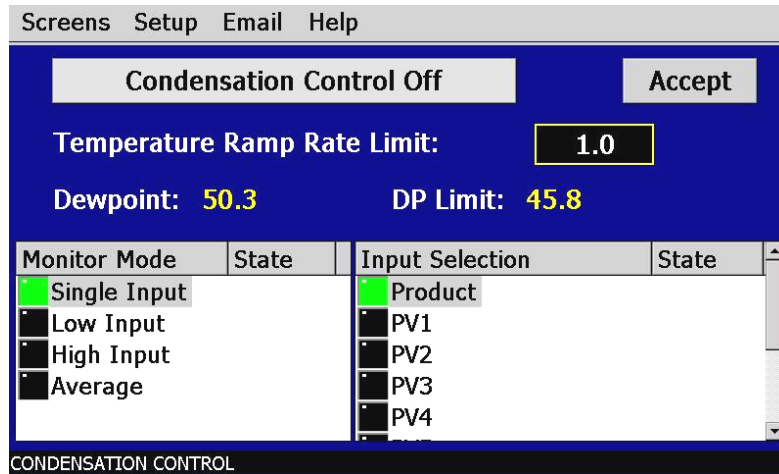 Screens Setup Email Help
Condensation Control Off
Accept
Temperature Ramp Rate Limit: 1.0
Dewpoint: 50.3 DP Limit: 45.8
Monitor Mode State Input Selection State
Single Input Product
Low Input PV1
High Input PV2
Average PV3
PV4
CONDENSATION CONTROL